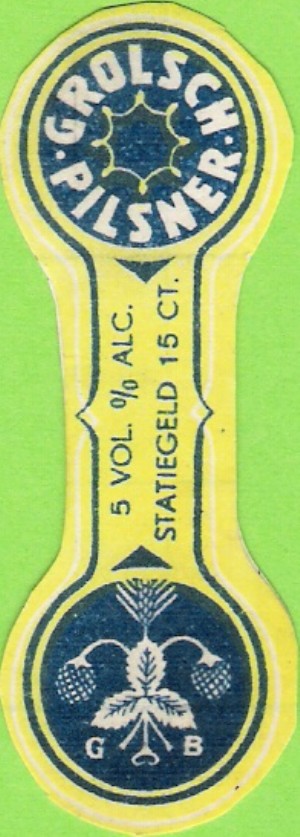 GROLSCH
· PILSNER ·
5 VOL. % ALC.
STATIEGELD 15 CT.
G B